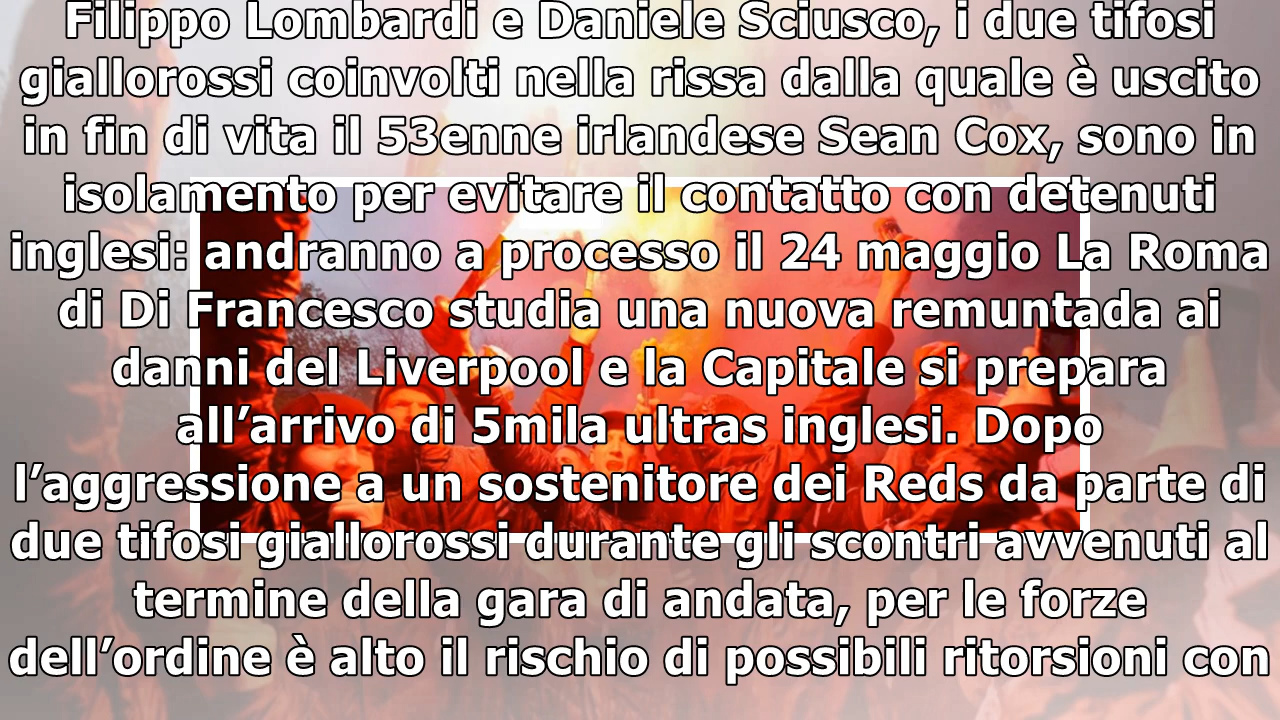 Filippo Lombardi e Daniele Sciusco, i due tifosi
giallorossi coinvolti nella rissa dalla quale è uscito
in fin di vita il 53enne irlandese Sean Cox, sono in
isolamento per evitare il contatto con detenuti
inglesi: andranno a processo il 24 maggio La Roma
di Di Francesco studia una nuova remuntada ai
danni del Liverpool e la Capitale si prepara
all’arrivo di 5mila ultras inglesi. Dopo
l’aggressione a un sostenitore dei Reds da parte di
due tifosi giallorossi durante gli scontri avvenuti al
termine della gara di andata, per le forze
dell’ordine è alto il rischio di possibili ritorsioni con